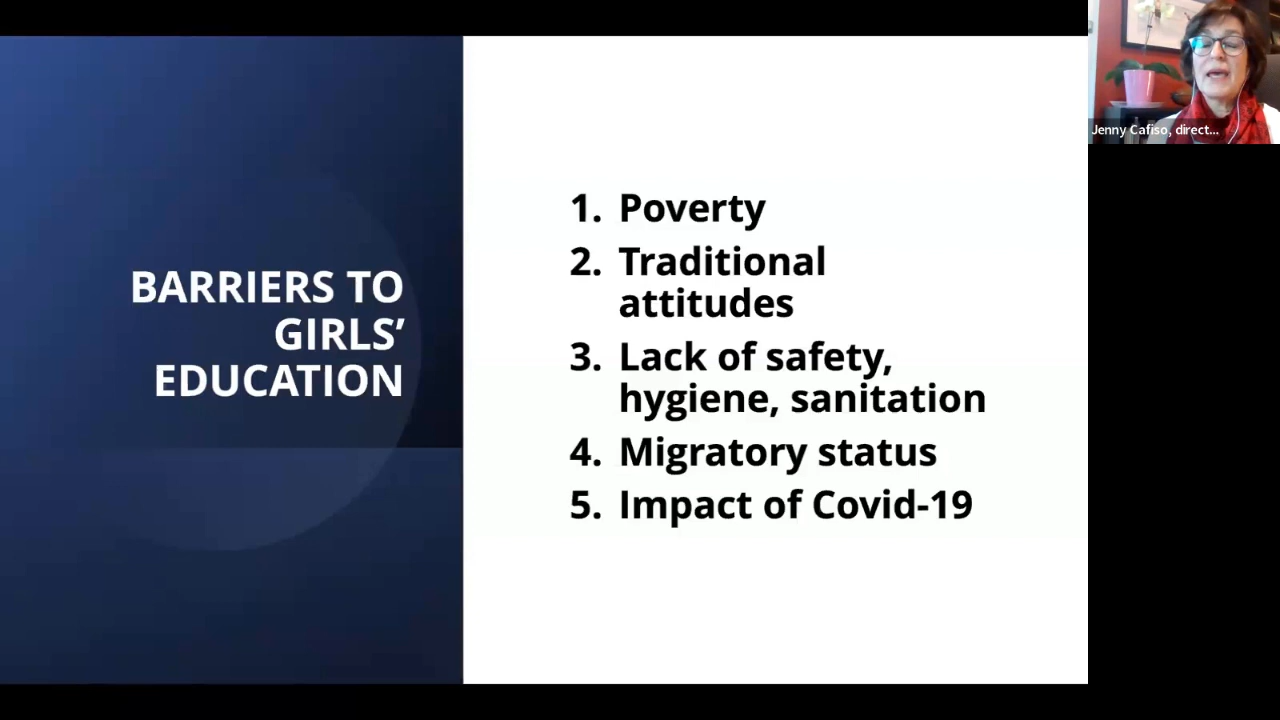 BARRIERS TO
GIRLS’
EDUCATION
1. Poverty
2. Traditional
attitudes
3. Lack of safety,
hygiene, sanitation
4. Migratory status
5. Impact of Covid-19
Jenny Cafiso, direct...